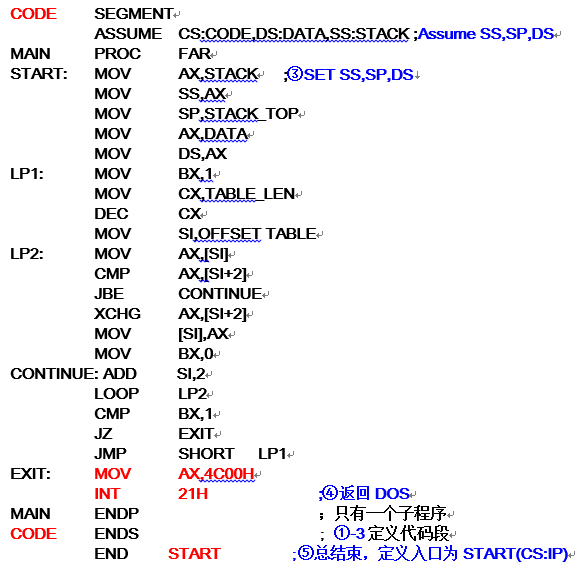 CODE SEGMENT
ASSUME CS:CODE,DS:DATA,SS:STACK ;Assume SS,SP,DS
MAIN PROC FAR
START: MOV AX,STACK ;③SET SS,SP,DS
MOV SS,AX
MOV SP,STACK_TOP
MOV AX,DATA
MOV DS,AX
LP1: MOV BX,1
MOV CX,TABLE_LEN
DEC CX
MOV SI,OFFSET TABLE
LP2: MOV AX,[SI]
CMP AX,[SI+2]
JBE CONTINUE
XCHG AX,[SI+2]
MOV [SI],AX
MOV BX,0
CONTINUE: ADD SI,2
LOOP LP2
CMP BX,1
JZ EXIT
JMP SHORT LP1
EXIT: MOV AX,4C00H
INT 21H ;④返回 DOS
MAIN ENDP ；只有一个子程序
CODE ENDS ; ①-3 定义代码段
END START ;⑤总结束，定义入口为 START(CS:IP)